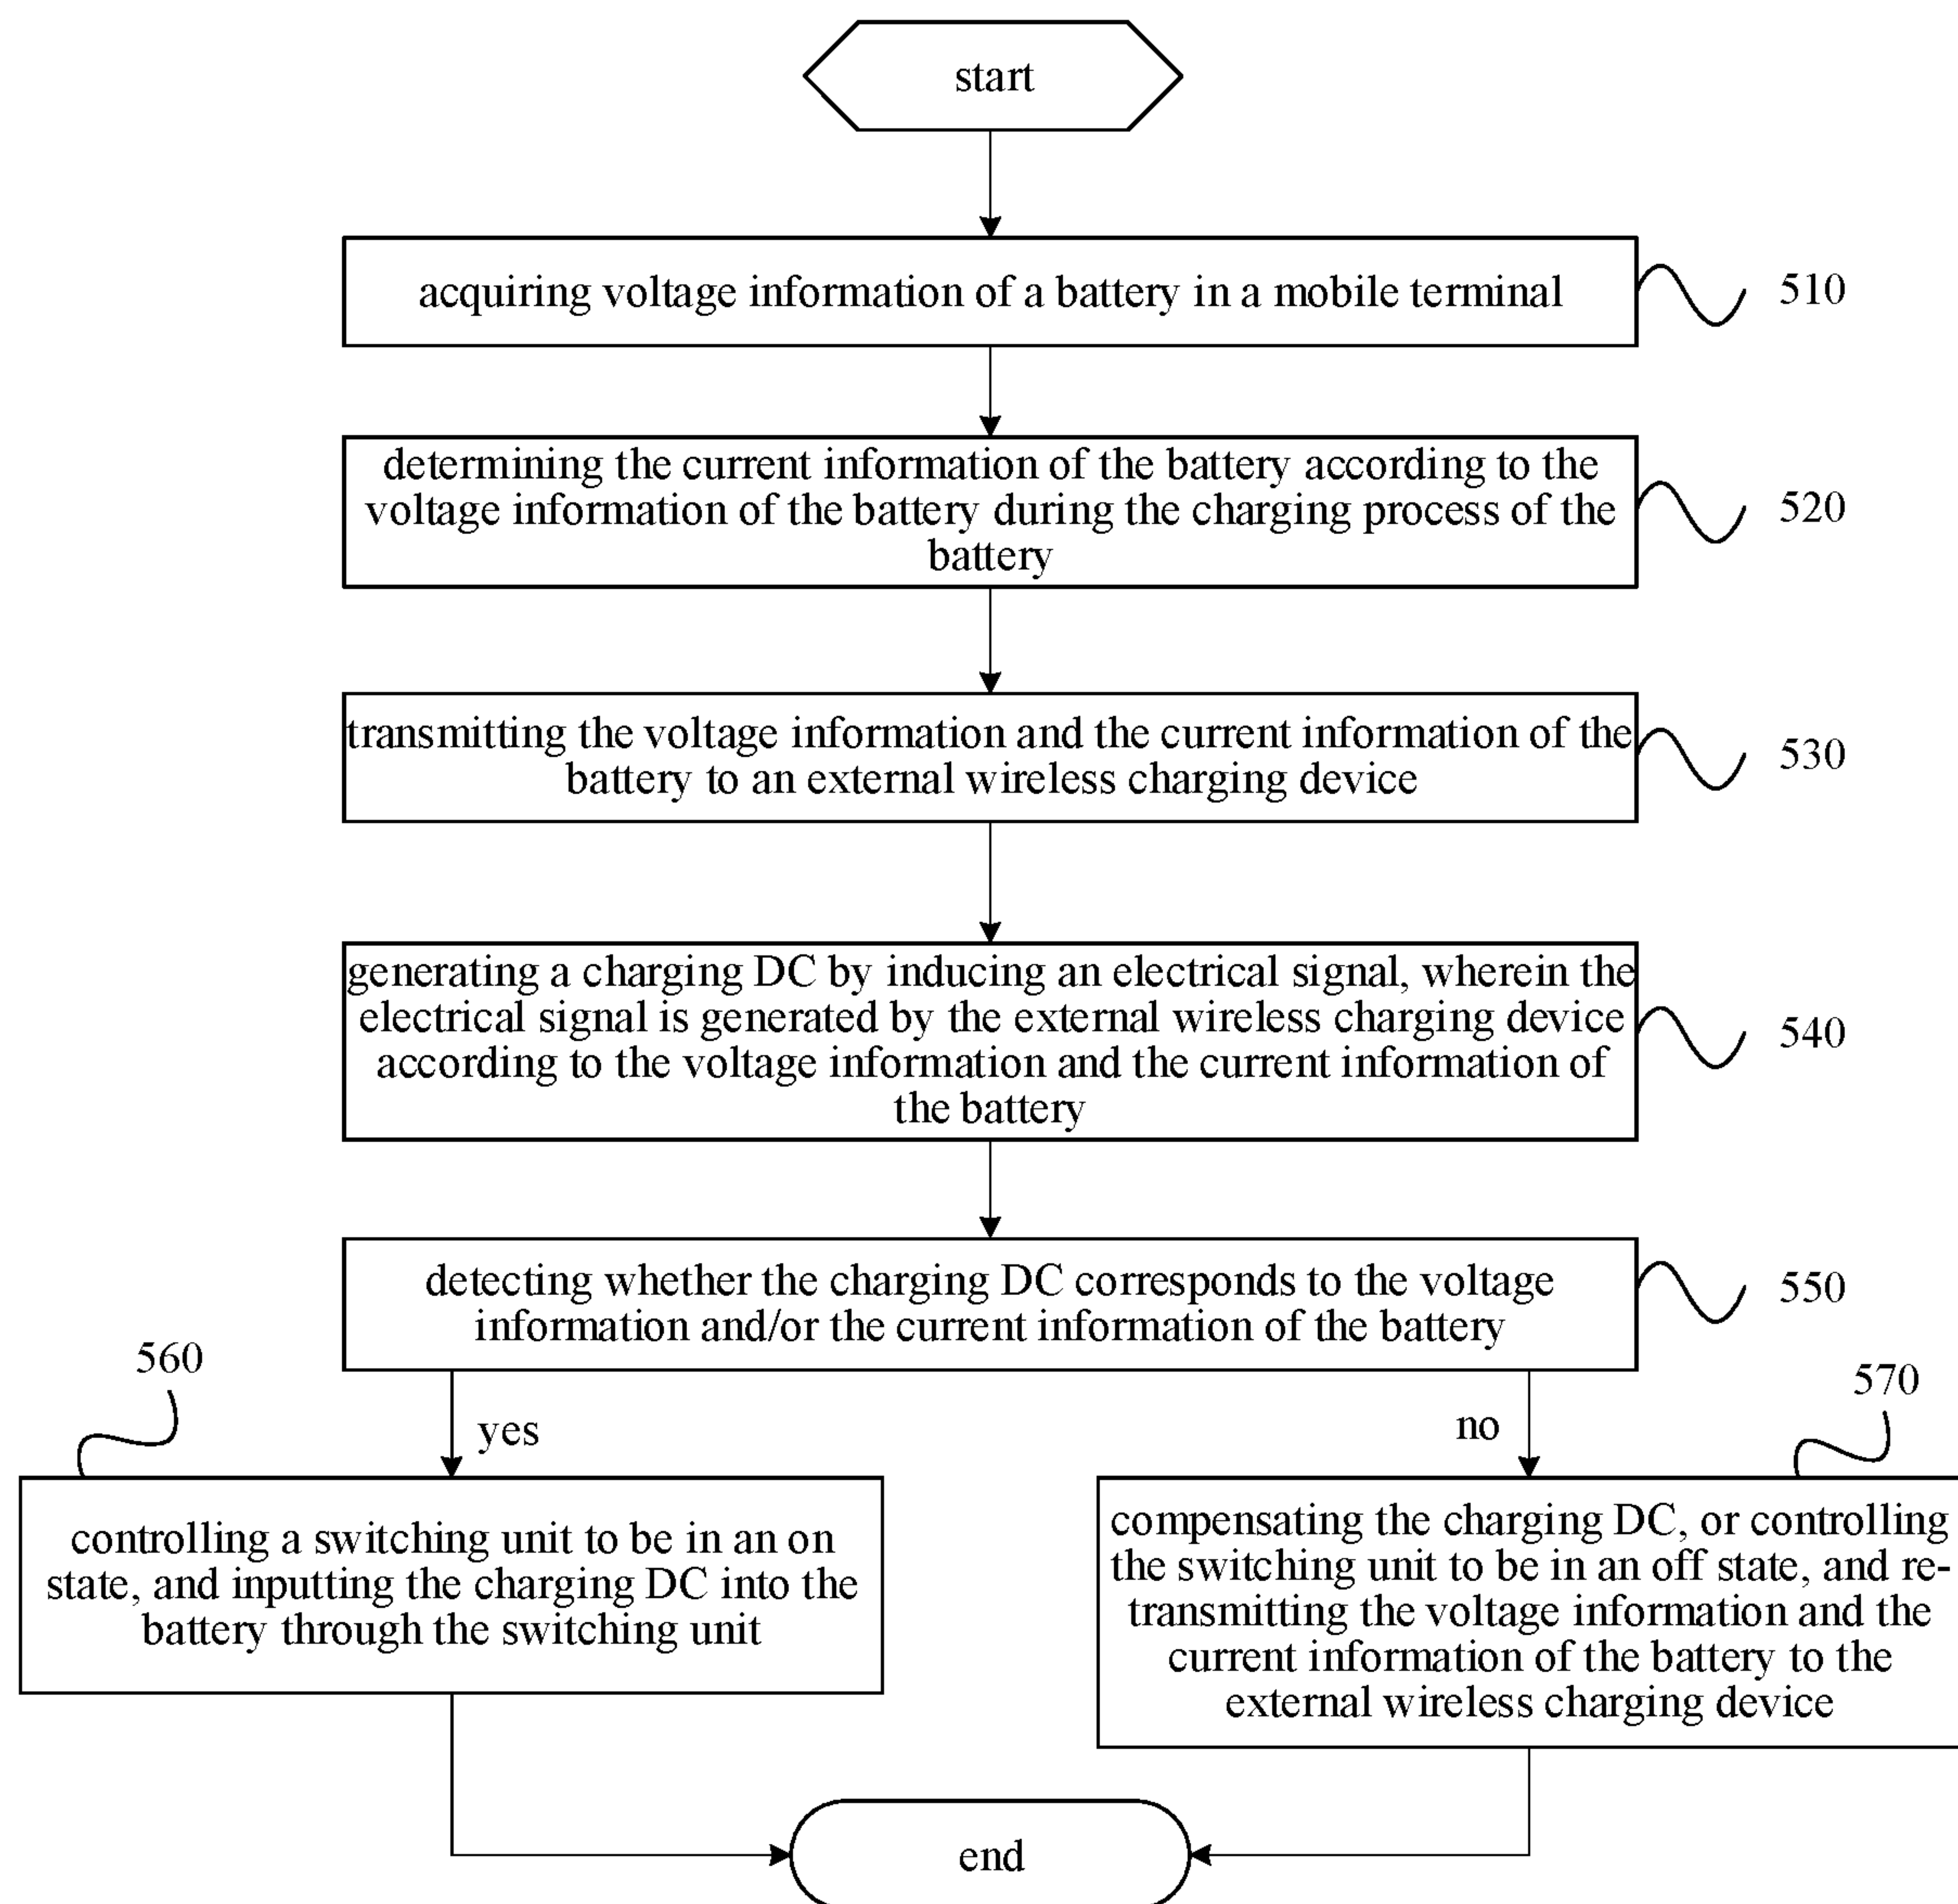 start
acquiring voltage information of a battery in a mobile terminal
510
determining the current information of the battery according to the
voltage information of the battery during the charging process of the
battery
520
transmitting the voltage information and the current information of the
battery to an external wireless charging device
530
generating a charging DC by inducing an electrical signal, wherein the
electrical signal is generated by the external wireless charging device
according to the voltage information and the current information of
the battery
540
detecting whether the charging DC corresponds to the voltage
information and/or the current information of the battery
550
560
yes
controlling a switching unit to be in an on
state, and inputting the charging DC into the
battery through the switching unit
570
no
compensating the charging DC, or controlling
the switching unit to be in an off state, and re-
transmitting the voltage information and the
current information of the battery to the
external wireless charging device
end